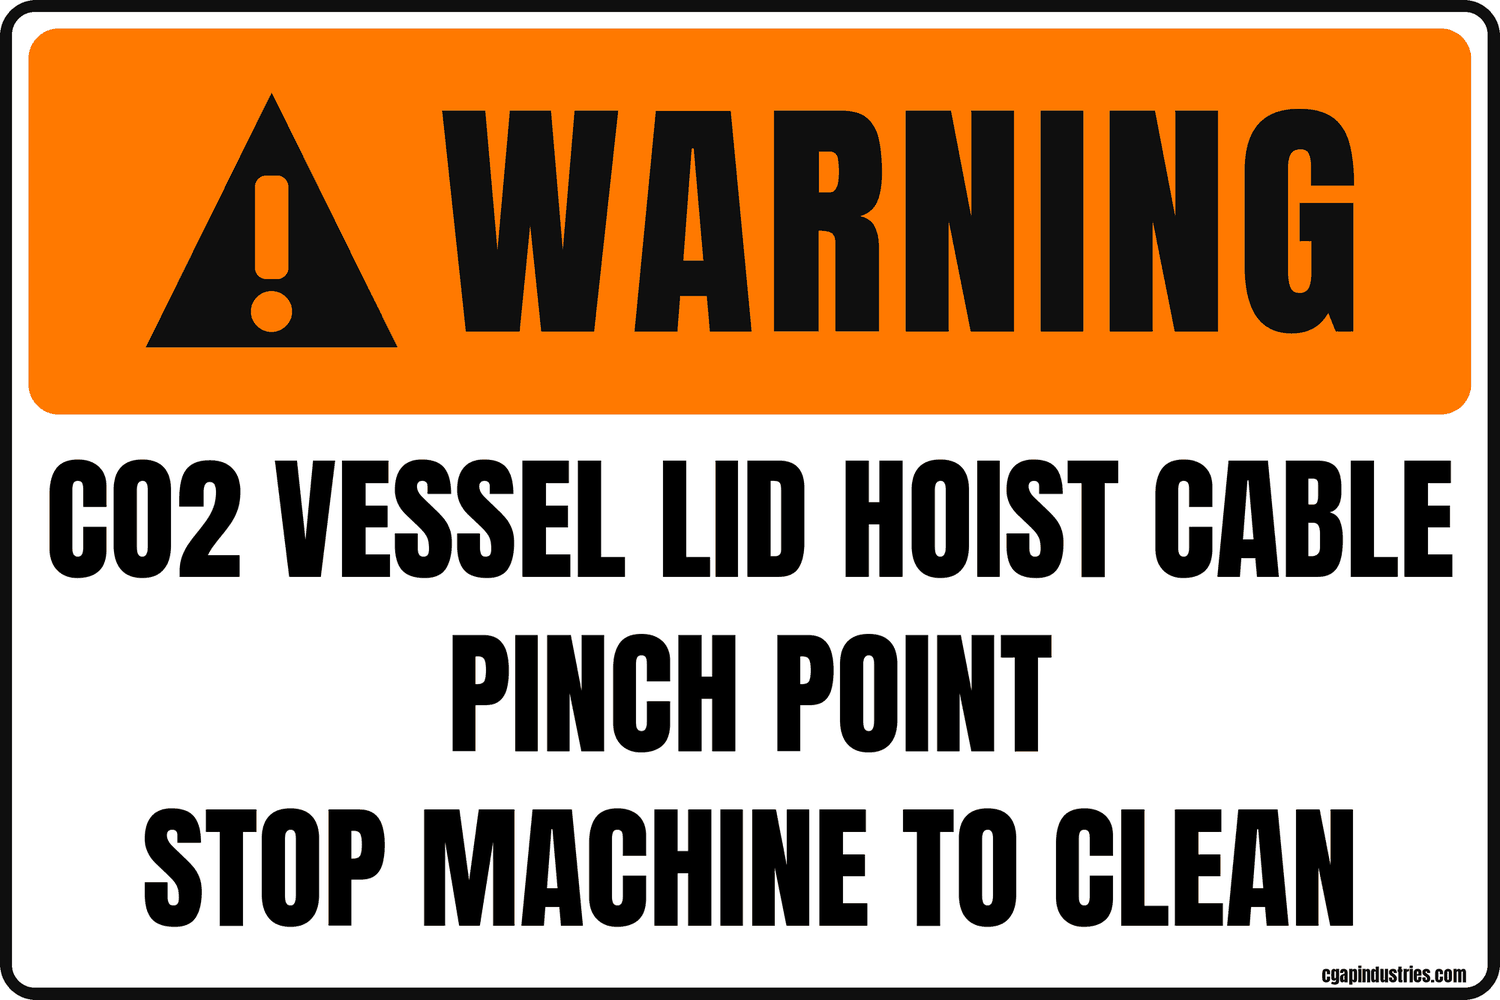 WARNING
CO2 VESSEL LID HOIST CABLE
PINCH POINT
STOP MACHINE TO CLEAN
cgapindustries.com